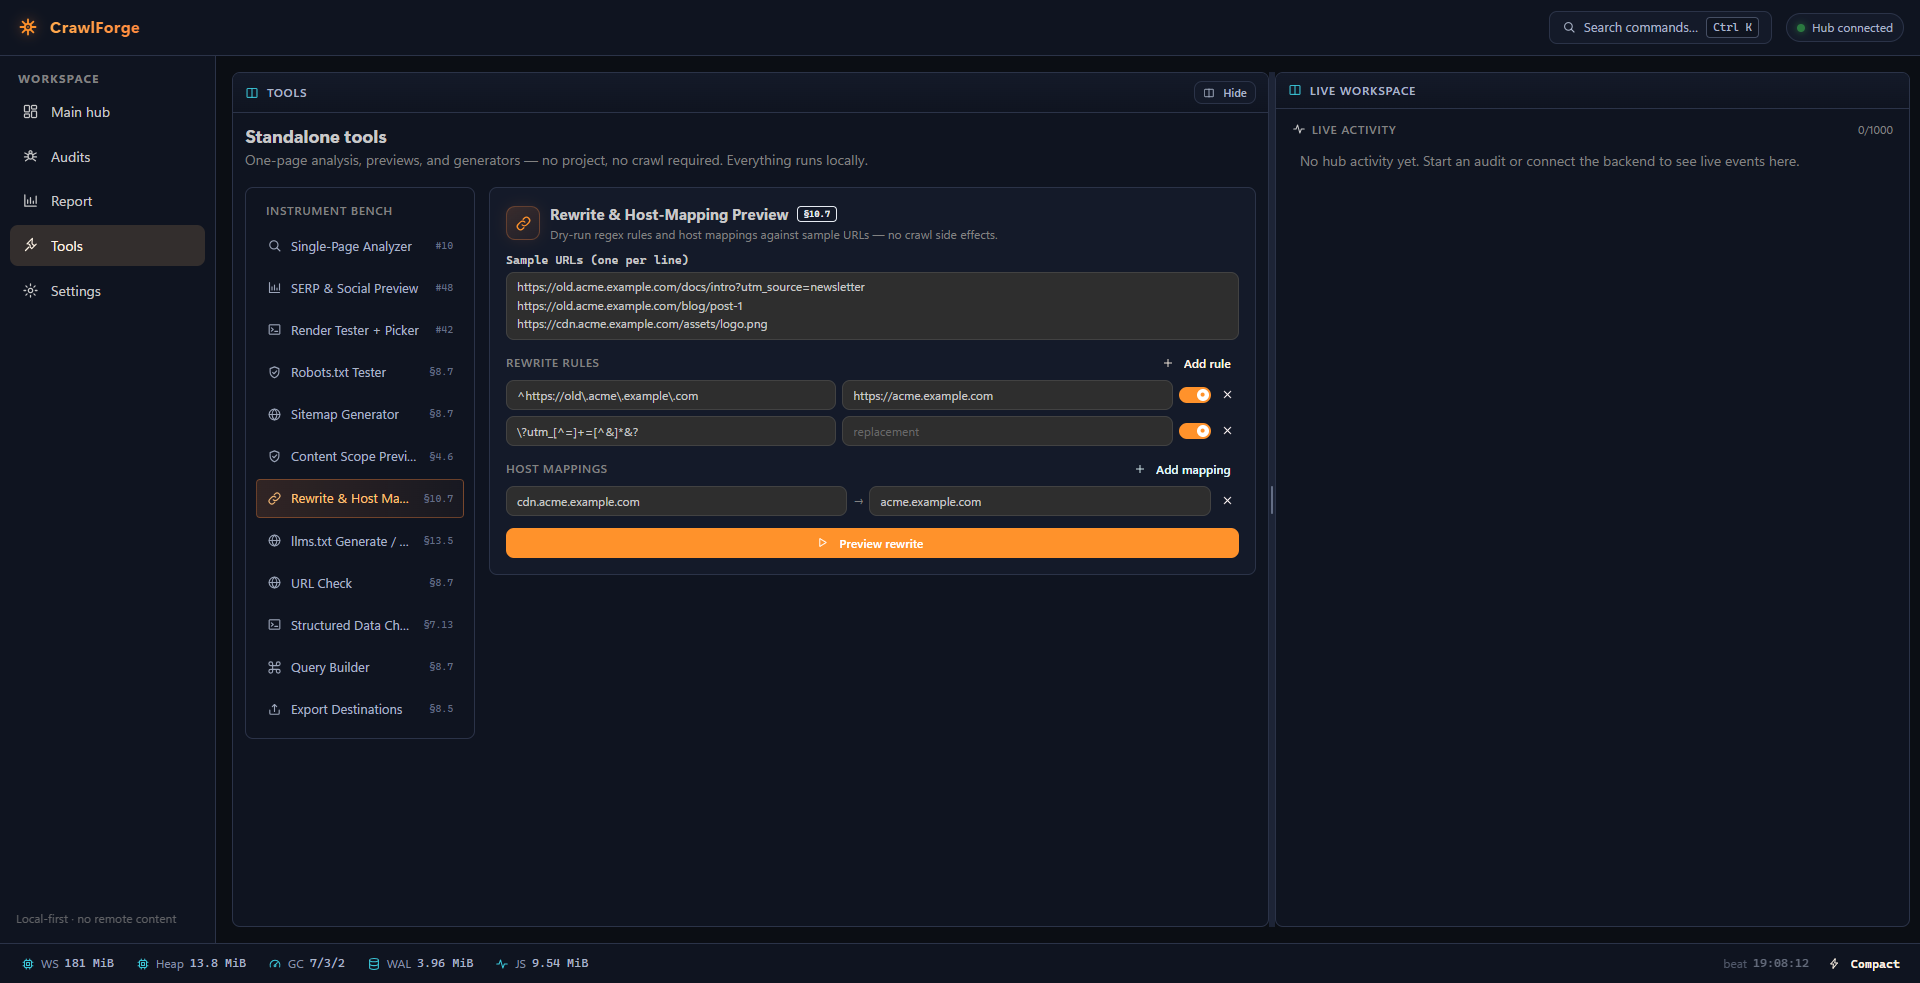 CrawlForge
Search commands... Ctrl K
Hub connected
WORKSPACE
Main hub
Audits
Report
Tools
Settings
Local-first · no remote content
TOOLS
Hide
Standalone tools
One-page analysis, previews, and generators — no project, no crawl required. Everything runs locally.
INSTRUMENT BENCH
Single-Page Analyzer #10
SERP & Social Preview #48
Render Tester + Picker #42
Robots.txt Tester §8.7
Sitemap Generator §8.7
Content Scope Previ... §4.6
Rewrite & Host Ma... §10.7
llms.txt Generate / ... §13.5
URL Check §8.7
Structured Data Ch... §7.13
Query Builder §8.7
Export Destinations §8.5
Rewrite & Host-Mapping Preview §10.7
Dry-run regex rules and host mappings against sample URLs — no crawl side effects.
Sample URLs (one per line)
https://old.acme.example.com/docs/intro?utm_source=newsletter
https://old.acme.example.com/blog/post-1
https://cdn.acme.example.com/assets/logo.png
REWRITE RULES
+ Add rule
^https://old\.acme\.example\.com https://acme.example.com
\?utm_[^=]+=[^&]*&? replacement
HOST MAPPINGS
+ Add mapping
cdn.acme.example.com → acme.example.com
Preview rewrite
LIVE WORKSPACE
LIVE ACTIVITY 0/1000
No hub activity yet. Start an audit or connect the backend to see live events here.
WS 181 MiB Heap 13.8 MiB GC 7/3/2 WAL 3.96 MiB JS 9.54 MiB
beat 19:08:12 Compact